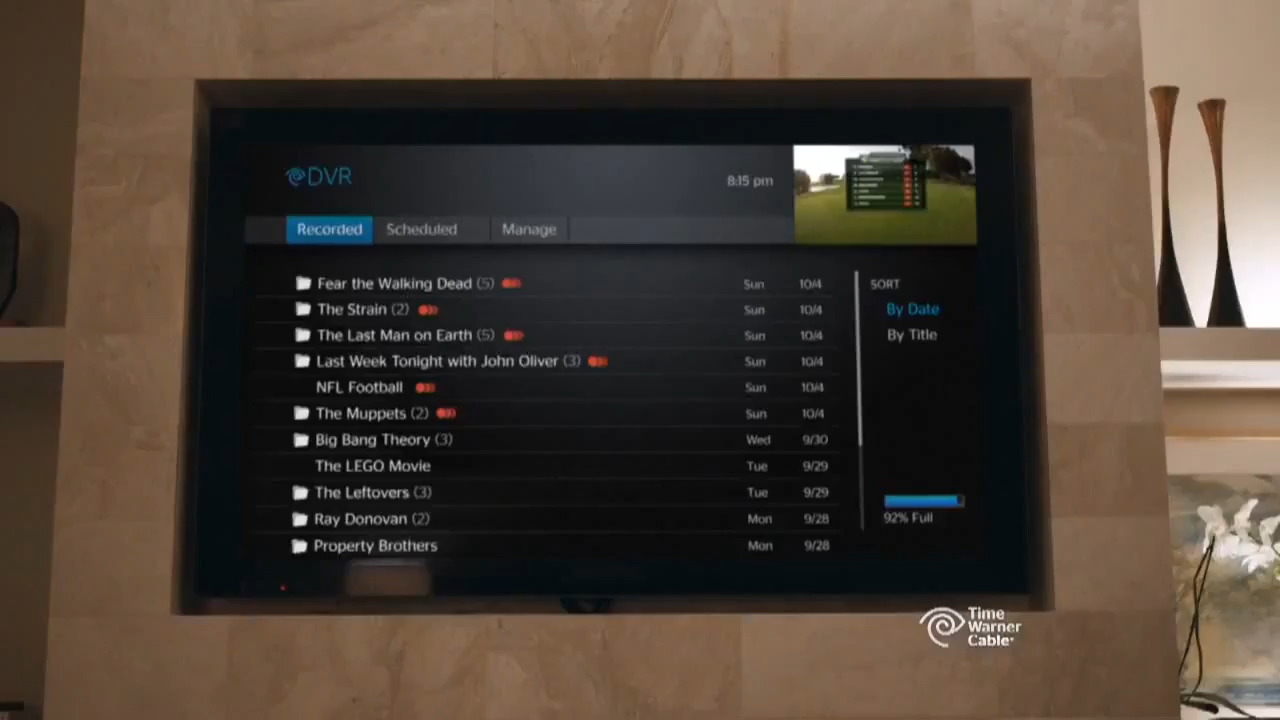 DVR
8:15 pm
Recorded Scheduled Manage
Fear the Walking Dead (5) Sun 10/4
The Strain (2) Sun 10/4
The Last Man on Earth (5) Sun 10/4
Last Week Tonight with John Oliver (3) Sun 10/4
NFL Football Sun 10/4
The Muppets (2) Sun 10/4
Big Bang Theory (3) Wed 9/30
The LEGO Movie Tue 9/29
The Leftovers (3) Tue 9/29
Ray Donovan (2) Mon 9/28
Property Brothers Mon 9/28
SORT
By Date
By Title
92% Full
Time
Warner
Cable